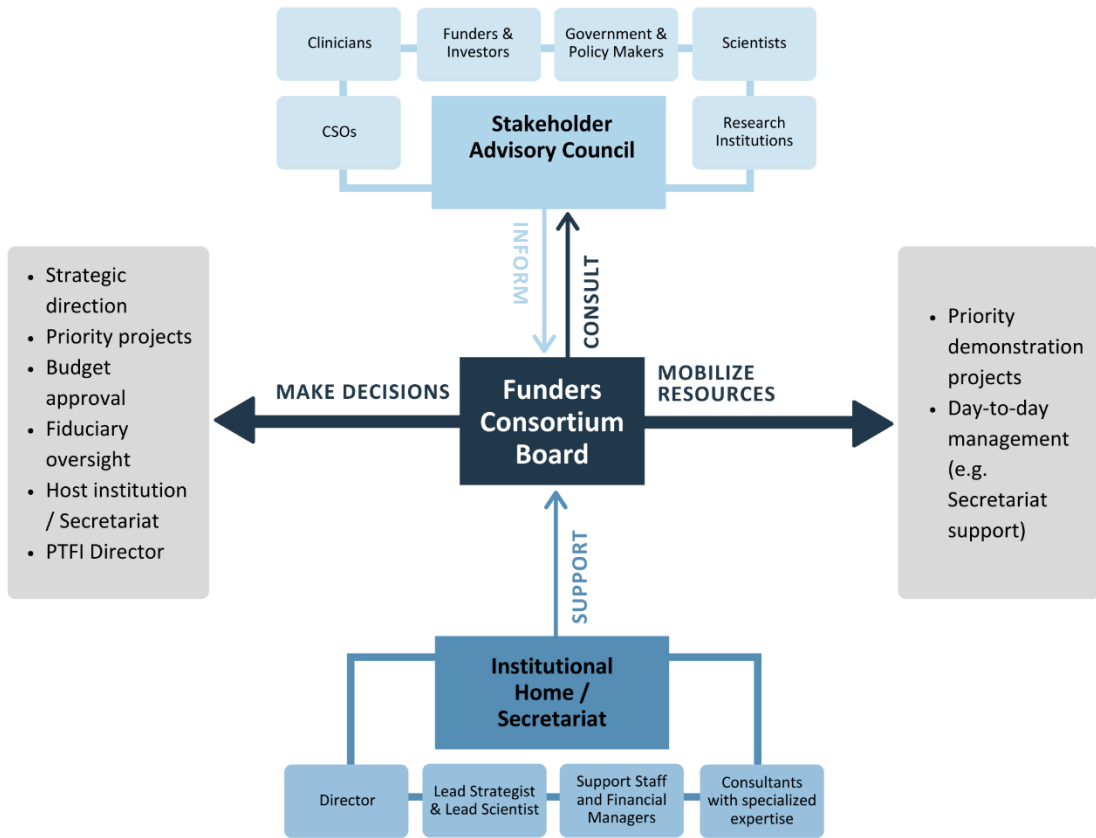 Clinicians
Funders &
Investors
Government &
Policy Makers
Scientists
CSOs
Stakeholder
Advisory Council
Research
Institutions
INFORM
CONSULT
• Strategic
direction
• Priority projects
• Budget
approval
• Fiduciary
oversight
• Host institution
/ Secretariat
• PTFI Director
MAKE DECISIONS
Funders
Consortium
Board
MOBILIZE
RESOURCES
• Priority
demonstration
projects
• Day-to-day
management
(e.g.
Secretariat
support)
SUPPORT
Institutional
Home /
Secretariat
Director
Lead Strategist
& Lead Scientist
Support Staff
and Financial
Managers
Consultants
with specialized
expertise